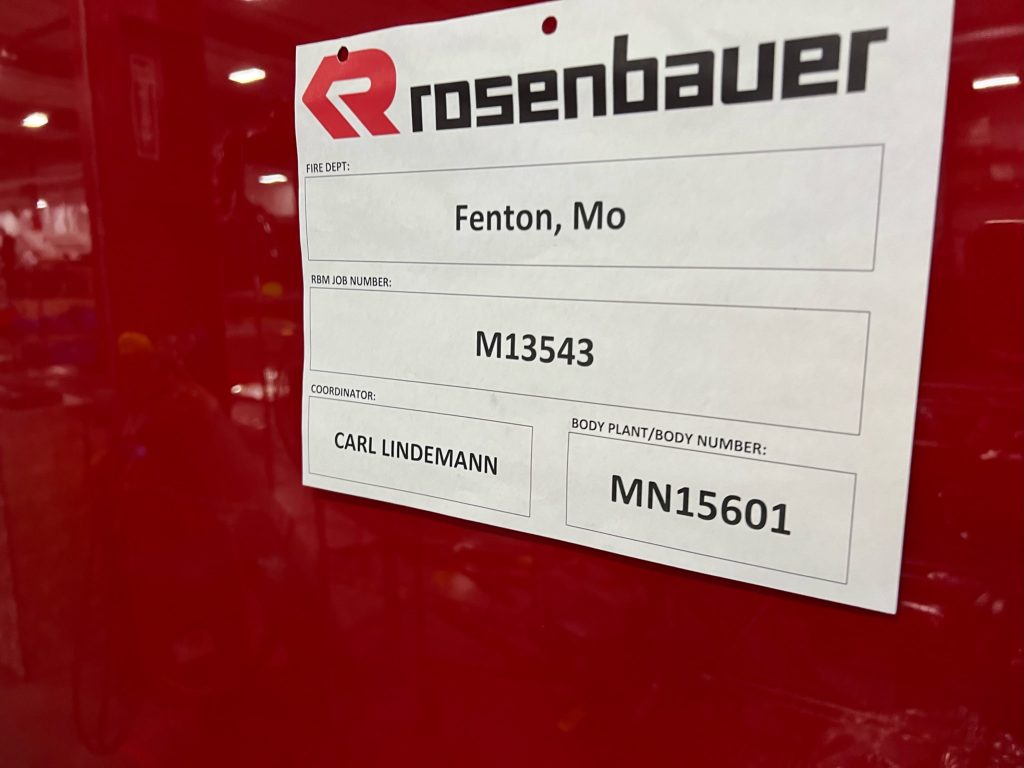 rosenbauer
FIRE DEPT:
Fenton, Mo
RBM JOB NUMBER:
M13543
COORDINATOR:
CARL LINDEMANN
BODY PLANT/BODY NUMBER:
MN15601